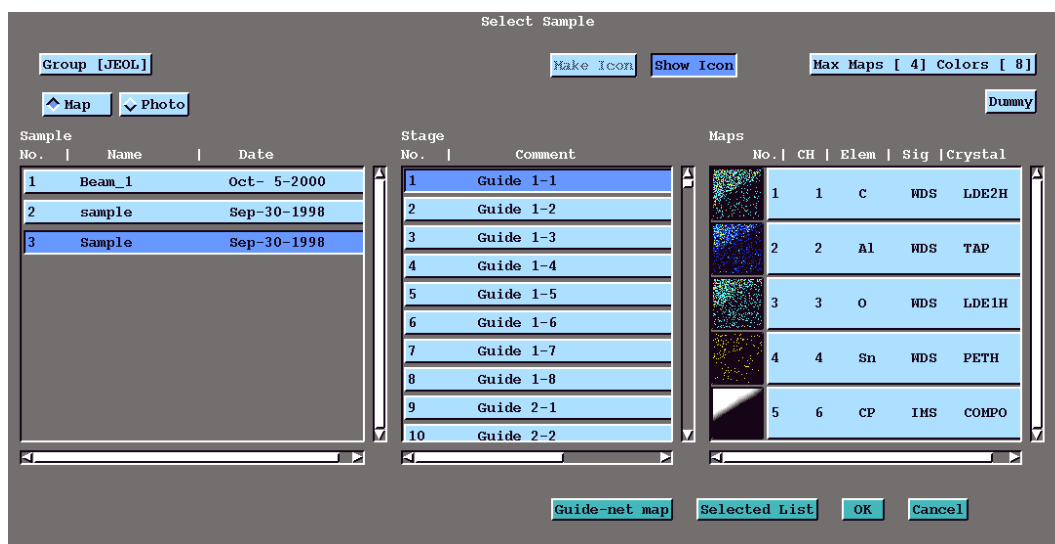 Select Sample
Group [JEOL] Make Icon Show Icon Max Maps [ 4] Colors [ 8]
Map Photo Dummy
Sample Stage Maps
No. | Name | Date No. | Comment No.| CH | Elem | Sig |Crystal
1 Beam_1 Oct- 5-2000
2 sample Sep-30-1998
3 Sample Sep-30-1998
1 Guide 1-1
2 Guide 1-2
3 Guide 1-3
4 Guide 1-4
5 Guide 1-5
6 Guide 1-6
7 Guide 1-7
8 Guide 1-8
9 Guide 2-1
10 Guide 2-2
1 1 C WDS LDE2H
2 2 Al WDS TAP
3 3 O WDS LDE1H
4 4 Sn WDS PETH
5 6 CP IMS COMPO
Guide-net map Selected List OK Cancel